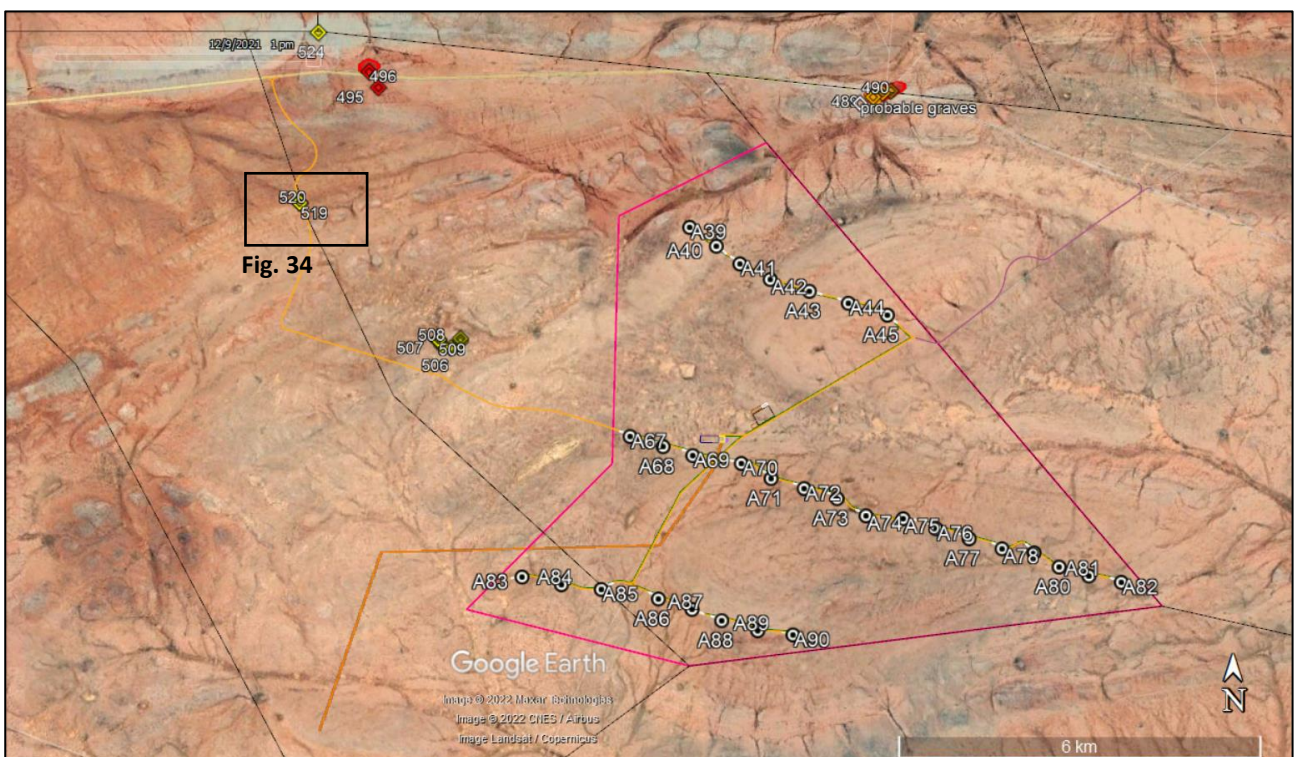 12/9/2021 1 pm
524
496
495
490
489
probable graves
520
519
Fig. 34
A39
A40
A41
A42
A43
A44
A45
508
507
509
506
A67
A68
A69
A70
A71
A72
A73
A74
A75
A76
A77
A78
A81
A80
A82
A83
A84
A85
A87
A86
A89
A88
A90
Google Earth
Image © 2022 Maxar Technologies
Image © 2022 CNES / Airbus
Image Landsat / Copernicus
N
6 km